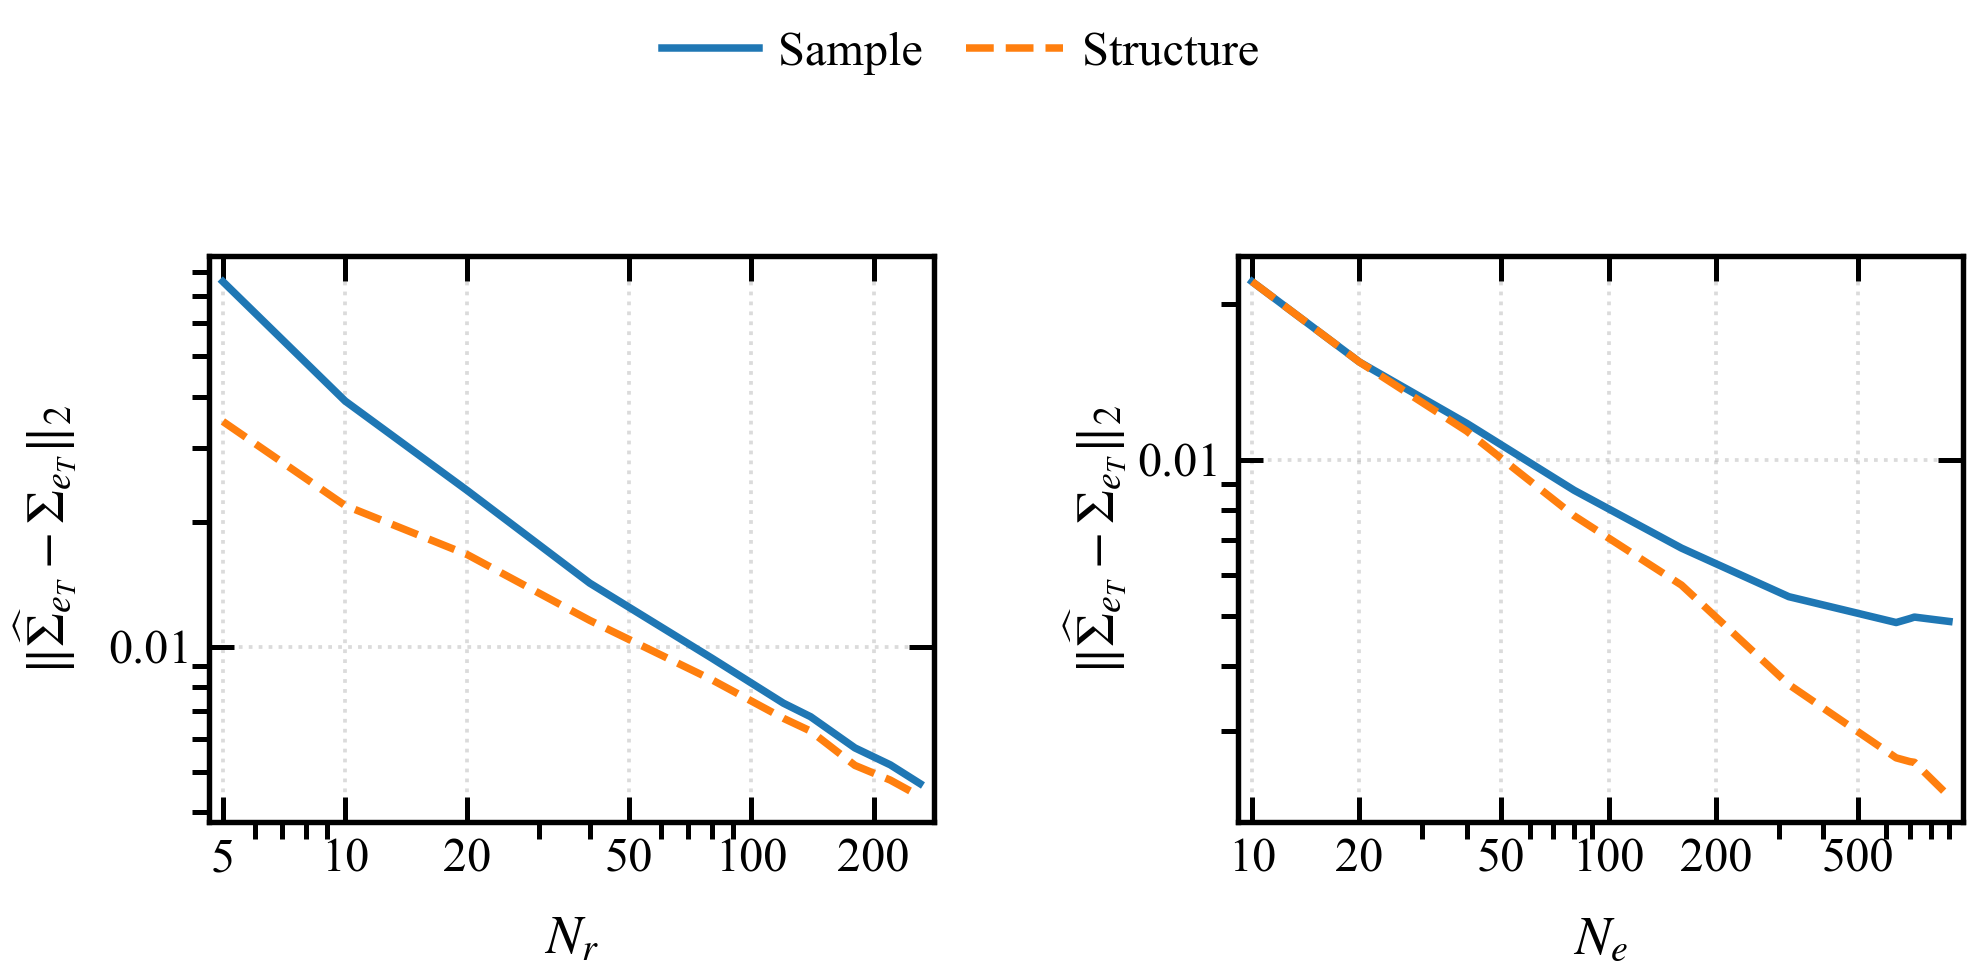 Sample Structure
||Σ̂_{e_T} − Σ_{e_T}||_2
0.01
5 10 20 50 100 200
N_r
||Σ̂_{e_T} − Σ_{e_T}||_2
0.01
10 20 50 100 200 500
N_e